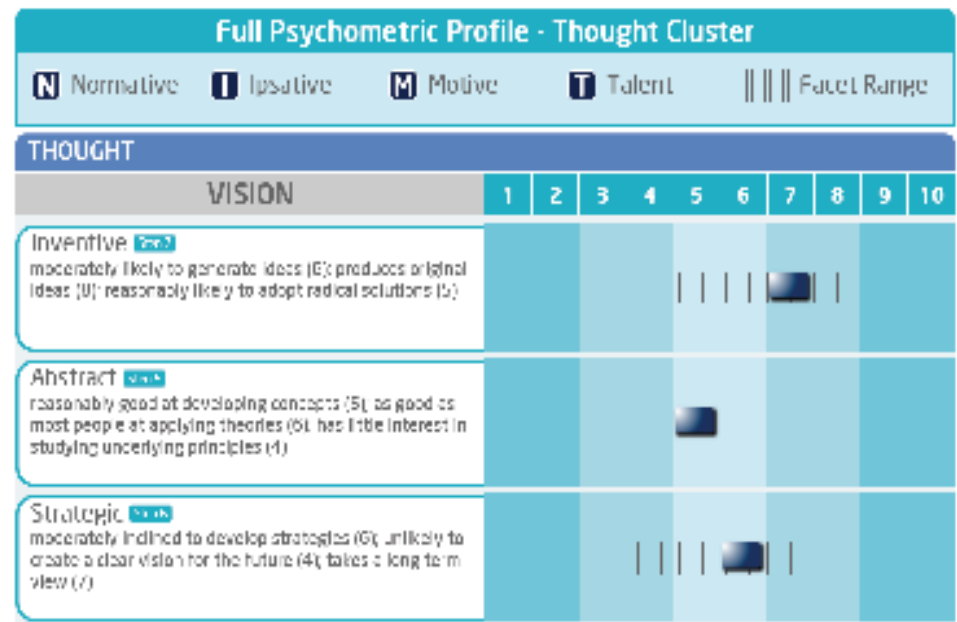 Full Psychometric Profile - Thought Cluster
N Normative I Ipsative M Motive T Talent Facet Range
THOUGHT
VISION 1 2 3 4 5 6 7 8 9 10
Inventive
moderately likely to generate ideas (6); produces original
ideas (8); reasonably likely to adopt radical solutions (5)
Abstract
reasonably good at developing concepts (5); as good as
most people at applying theories (6); has little interest in
studying underlying principles (4)
Strategic
moderately inclined to develop strategies (6); unlikely to
create a clear vision for the future (4); takes a long term
view (7)